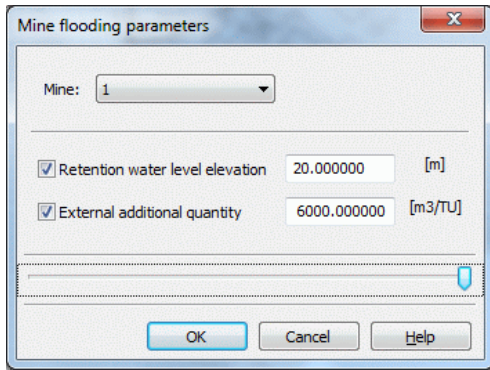 Mine flooding parameters
Mine: 1
Retention water level elevation 20.000000 [m]
External additional quantity 6000.000000 [m3/TU]
OK Cancel Help